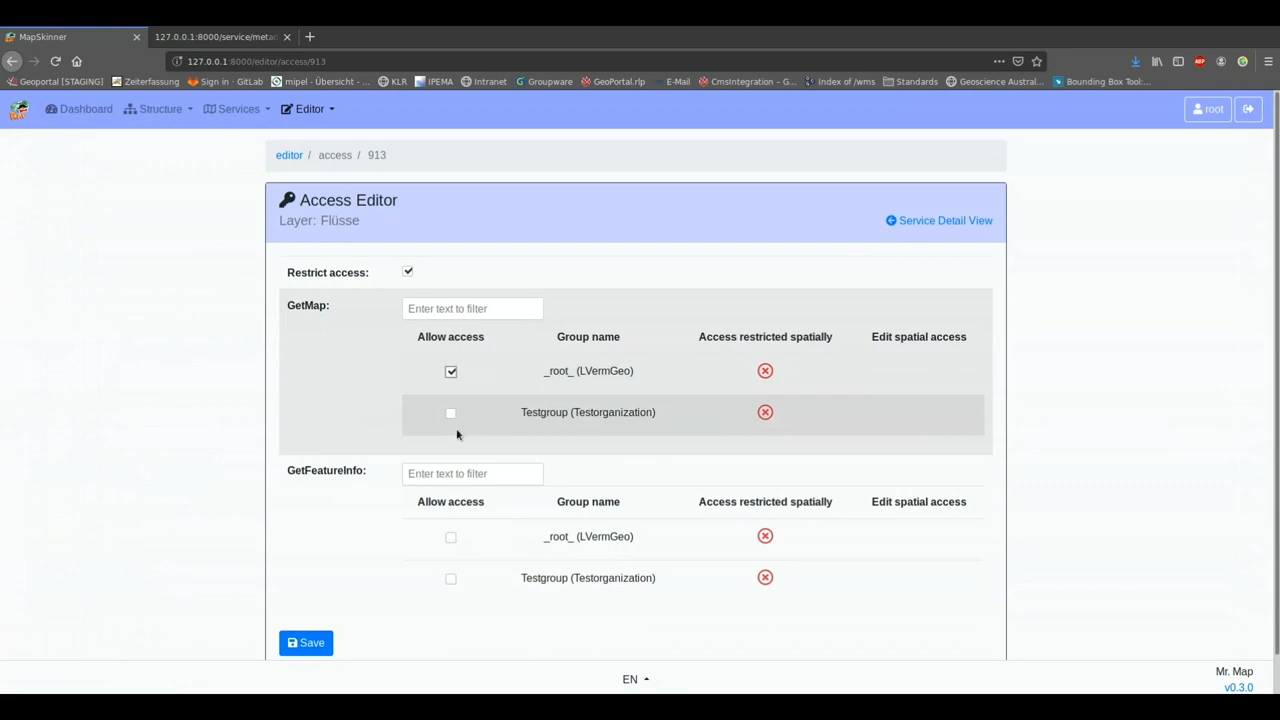 MapSkinner
127.0.0.1:8000/service/metad
127.0.0.1:8000/editor/access/913
Geoportal [STAGING] Zeiterfassung Sign in · GitLab mipel - Übersicht - ... KLR IPEMA Intranet Groupware GeoPortal.rlp E-Mail CmsIntegration – G... Index of /wms Standards Geoscience Austral... Bounding Box Tool:...
Dashboard Structure Services Editor root
editor / access / 913
Access Editor
Layer: Flüsse
Service Detail View
Restrict access:
GetMap: Enter text to filter
Allow access Group name Access restricted spatially Edit spatial access
_root_ (LVermGeo)
Testgroup (Testorganization)
GetFeatureInfo: Enter text to filter
Allow access Group name Access restricted spatially Edit spatial access
_root_ (LVermGeo)
Testgroup (Testorganization)
Save
EN
Mr. Map
v0.3.0